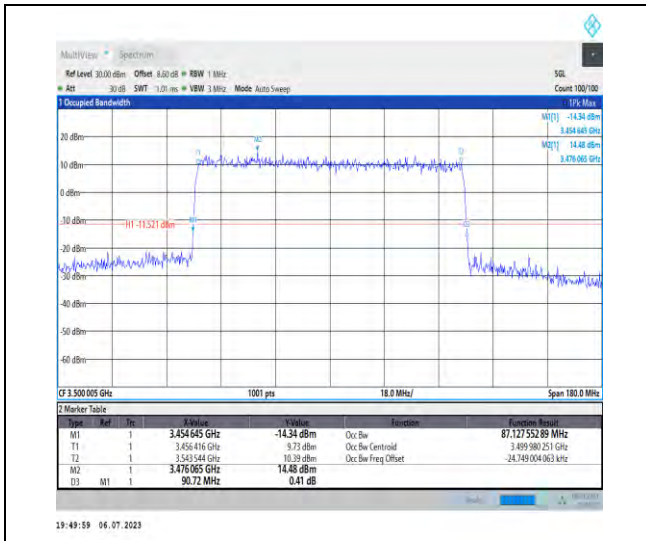 MultiView Spectrum
Ref Level 30.00 dBm Offset 8.60 dB RBW 1 MHz SGL
Att 30 dB SWT 1.01 ms VBW 3 MHz Mode Auto Sweep Count 100/100
1 Occupied Bandwidth 1Pk Max
M1[1] -14.34 dBm
3.454 645 GHz
M2[1] 14.48 dBm
3.476 065 GHz
20 dBm
M2
T1 T2
10 dBm
0 dBm
-10 dBm
H1 -11.521 dBm
-20 dBm
-30 dBm
-40 dBm
-50 dBm
-60 dBm
CF 3.500 005 GHz 1001 pts 18.0 MHz/ Span 180.0 MHz
2 Marker Table
Type Ref Trc X-Value Y-Value Function Function Result
M1 1 3.454 645 GHz -14.34 dBm Occ Bw 87.127 552 89 MHz
T1 1 3.456 416 GHz 9.73 dBm Occ Bw Centroid 3.499 980 251 GHz
T2 1 3.543 544 GHz 10.39 dBm Occ Bw Freq Offset -24.749 004 063 kHz
M2 1 3.476 065 GHz 14.48 dBm
D3 M1 1 90.72 MHz 0.41 dB
19:49:59 06.07.2023